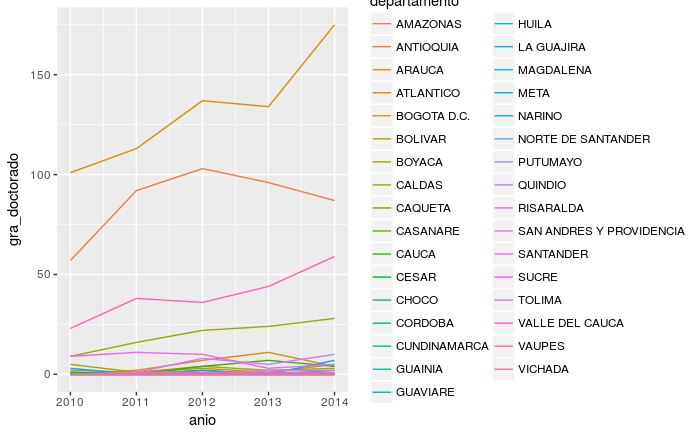 departamento
gra_doctorado
150
100
50
0
2010 2011 2012 2013 2014
anio
AMAZONAS
ANTIOQUIA
ARAUCA
ATLANTICO
BOGOTA D.C.
BOLIVAR
BOYACA
CALDAS
CAQUETA
CASANARE
CAUCA
CESAR
CHOCO
CORDOBA
CUNDINAMARCA
GUAINIA
GUAVIARE
HUILA
LA GUAJIRA
MAGDALENA
META
NARINO
NORTE DE SANTANDER
PUTUMAYO
QUINDIO
RISARALDA
SAN ANDRES Y PROVIDENCIA
SANTANDER
SUCRE
TOLIMA
VALLE DEL CAUCA
VAUPES
VICHADA